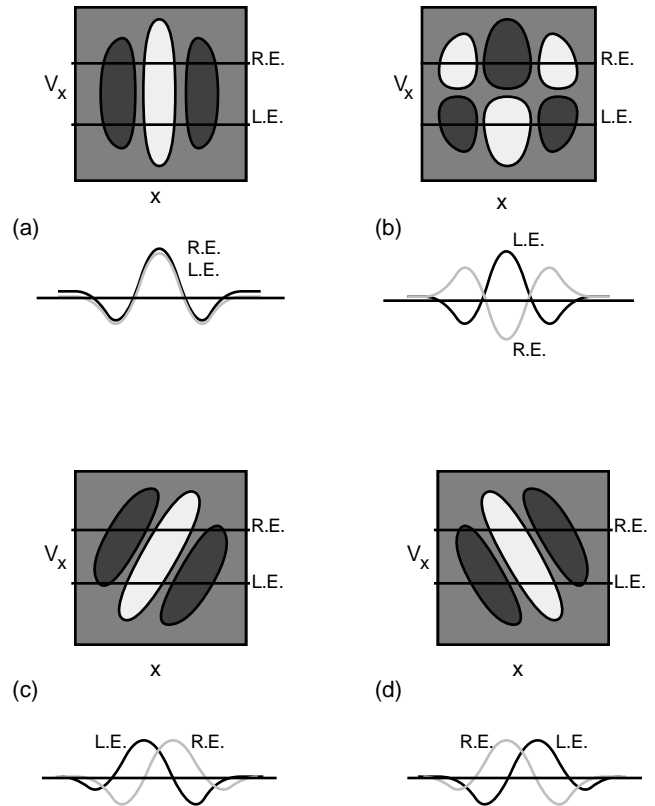 R.E.
V_x
L.E.
x
(a)
R.E.
L.E.
R.E.
V_x
L.E.
x
(b)
L.E.
R.E.
R.E.
V_x
L.E.
x
(c)
L.E. R.E.
R.E.
V_x
L.E.
x
(d)
R.E. L.E.